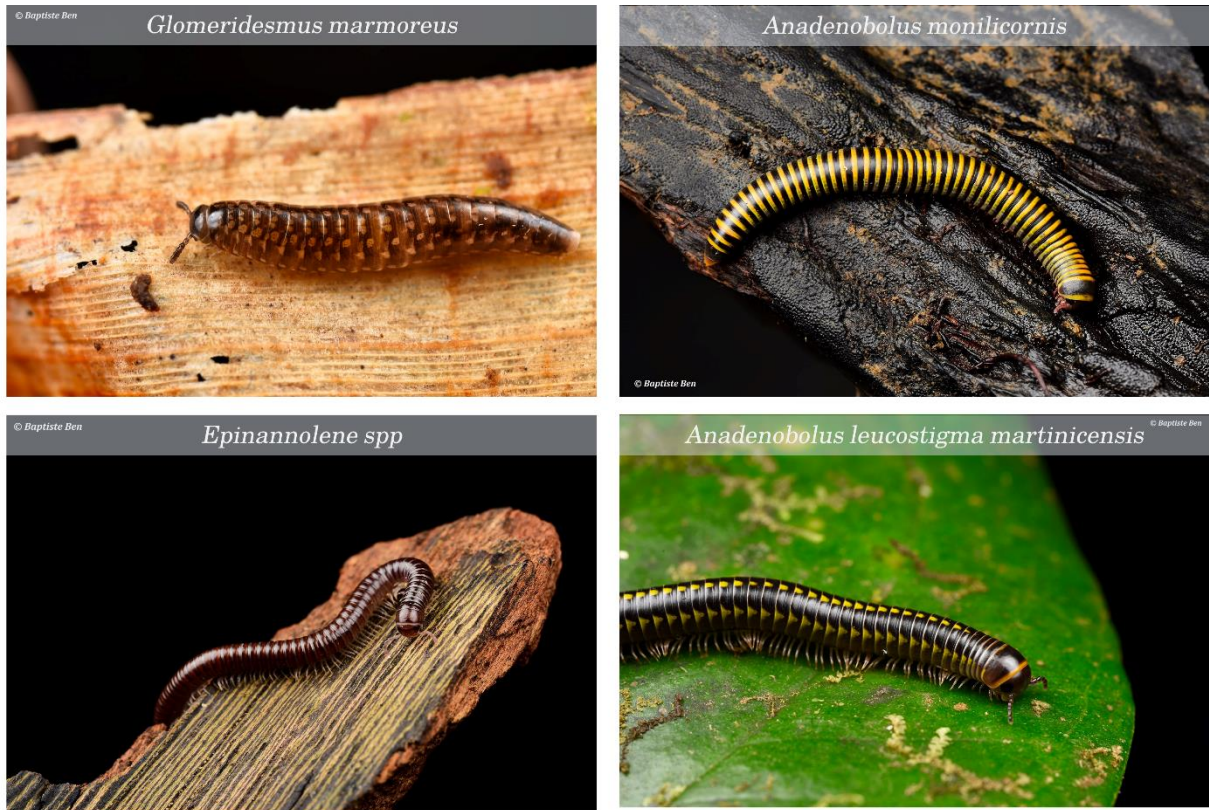 © Baptiste Ben
Glomeridesmus marmoreus
Anadenobolus monilicornis
© Baptiste Ben
© Baptiste Ben
Epinannolene spp
Anadenobolus leucostigma martinicensis
© Baptiste Ben